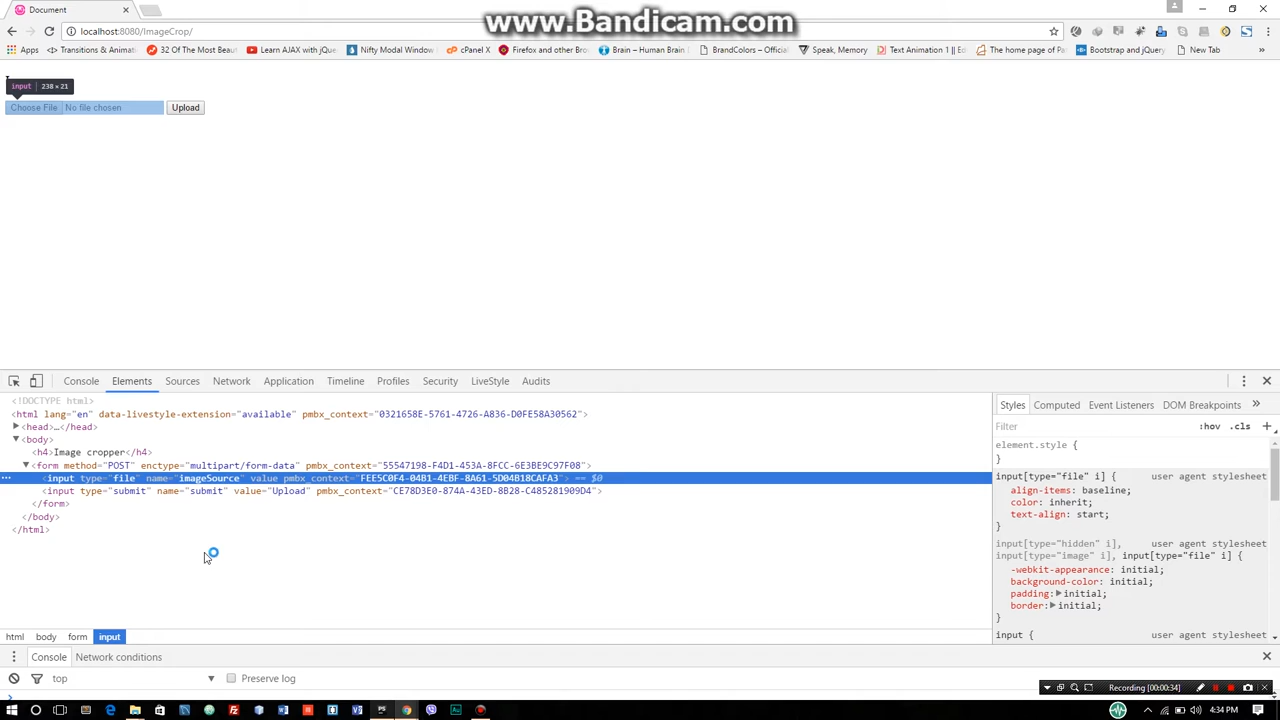 Document
www.Bandicam.com
localhost:8080/ImageCrop/
Apps
Transitions & Animati
32 Of The Most Beau
Learn AJAX with jQue
Nifty Modal Window
cPanel X
Firefox and other Bro
Brain – Human Brain
BrandColors – Official
Speak, Memory
Text Animation 1 || Ed
The home page of Pa
Bootstrap and jQuery
New Tab
»
input | 238 × 21
Choose File No file chosen
Upload
Console Elements Sources Network Application Timeline Profiles Security LiveStyle Audits
<!DOCTYPE html>
<html lang="en" data-livestyle-extension="available" pmbx_context="0321658E-5761-4726-A836-D0FE58A30562">
<head>…</head>
<body>
<h4>Image cropper</h4>
<form method="POST" enctype="multipart/form-data" pmbx_context="55547198-F4D1-453A-8FCC-6E3BE9C97F08">
<input type="file" name="imageSource" value pmbx_context="FEE5C0F4-04B1-4EBF-8A61-5D04B18CAFA3"> == $0
<input type="submit" name="submit" value="Upload" pmbx_context="CE78D3E0-874A-43ED-8B28-C485281909D4">
</form>
</body>
</html>
html body form input
Styles Computed Event Listeners DOM Breakpoints »
Filter :hov .cls +
element.style {
}
input[type="file" i] { user agent stylesheet
align-items: baseline;
color: inherit;
text-align: start;
}
input[type="hidden" i], user agent stylesheet
input[type="image" i], input[type="file" i] {
-webkit-appearance: initial;
background-color: initial;
padding: initial;
border: initial;
}
input { user agent stylesheet
Console Network conditions
top Preserve log
Recording [00:00:34]
4:34 PM